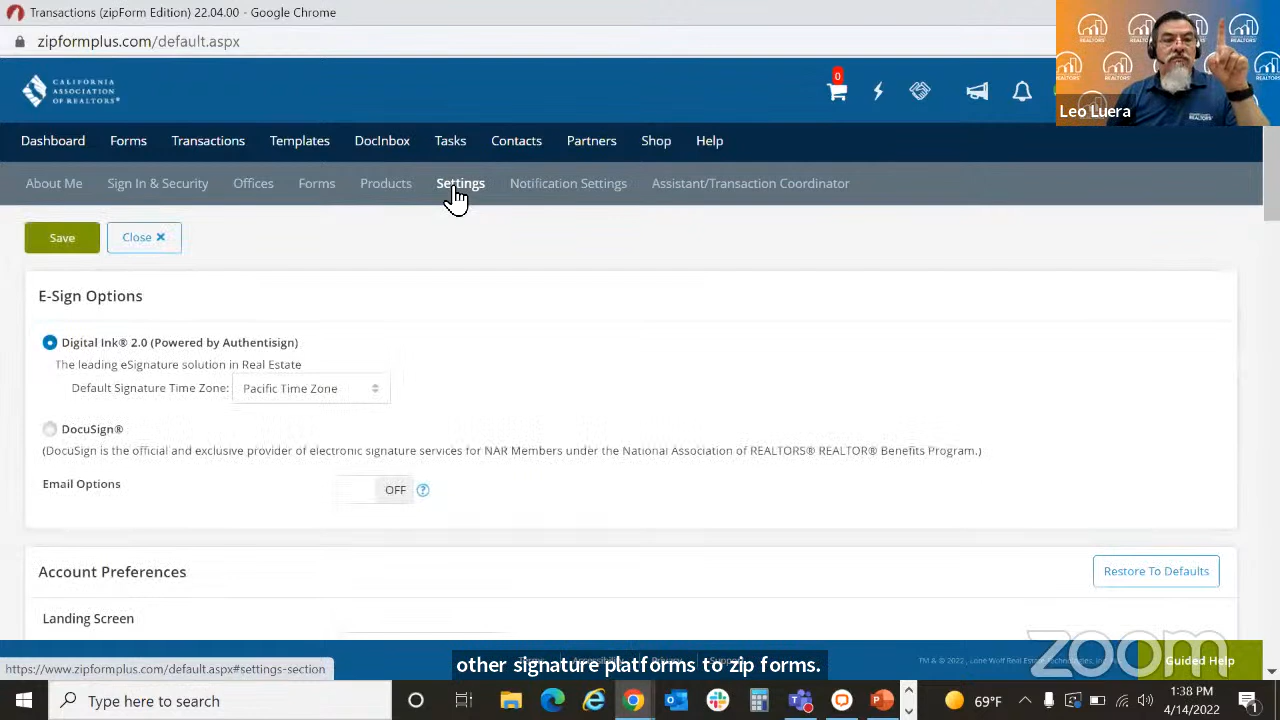 Transactions (zipForm Edition) 22.04.00 - Google Chrome
zipformplus.com/default.aspx
CALIFORNIA
ASSOCIATION
OF REALTORS®
0
REALTORS®
Leo Luera
Dashboard Forms Transactions Templates DocInbox Tasks Contacts Partners Shop Help
About Me Sign In & Security Offices Forms Products Settings Notification Settings Assistant/Transaction Coordinator
Save Close ×
E-Sign Options
Digital Ink® 2.0 (Powered by Authentisign)
The leading eSignature solution in Real Estate
Default Signature Time Zone: Pacific Time Zone
DocuSign®
(DocuSign is the official and exclusive provider of electronic signature services for NAR Members under the National Association of REALTORS® REALTOR® Benefits Program.)
Email Options OFF ?
Account Preferences Restore To Defaults
Landing Screen
zoom
other signature platforms to zip forms.
Guided Help
https://www.zipformplus.com/default.aspx#settings-section
Type here to search
69°F
1:38 PM
4/14/2022
1